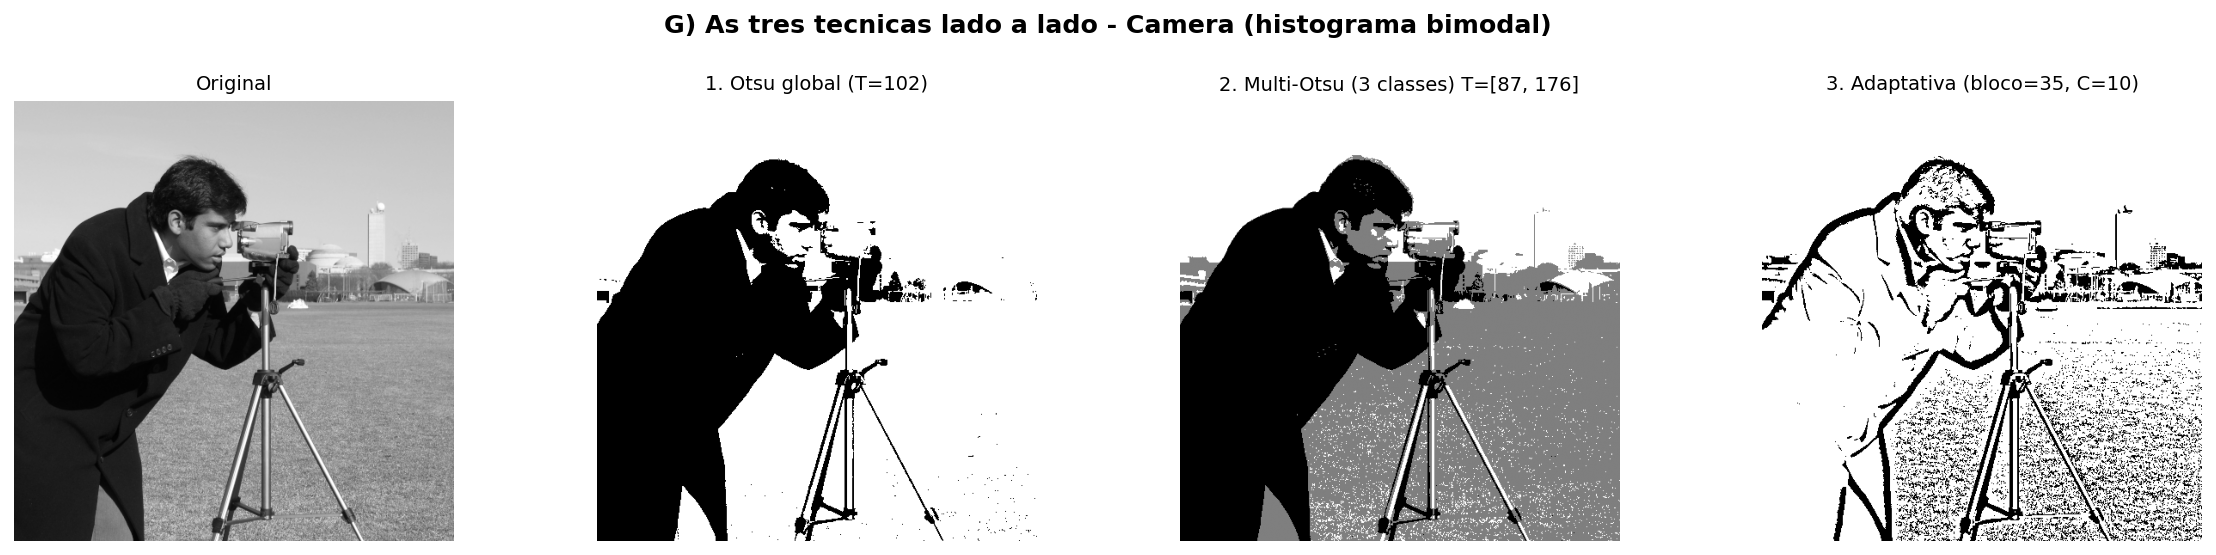 G) As tres tecnicas lado a lado - Camera (histograma bimodal)
Original
1. Otsu global (T=102)
2. Multi-Otsu (3 classes) T=[87, 176]
3. Adaptativa (bloco=35, C=10)